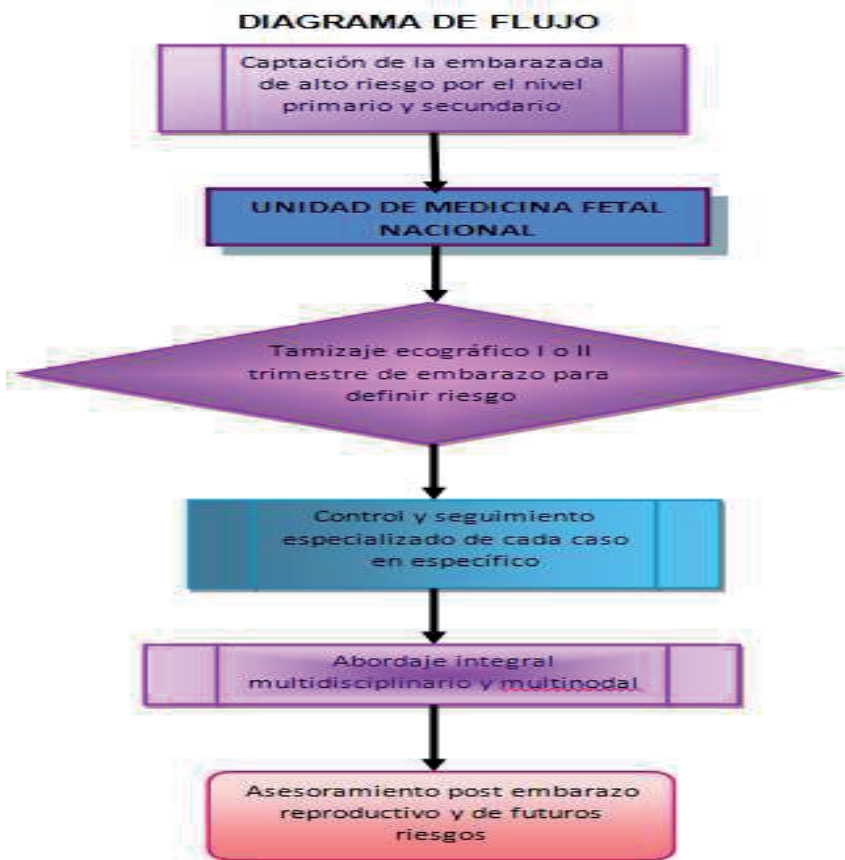 DIAGRAMA DE FLUJO
Captación de la embarazada
de alto riesgo por el nivel
primario y secundario
UNIDAD DE MEDICINA FETAL
NACIONAL
Tamizaje ecográfico I o II
trimestre de embarazo para
definir riesgo
Control y seguimiento
especializado de cada caso
en específico
Abordaje integral
multidisciplinario y multinodal
Asesoramiento post embarazo
reproductivo y de futuros
riesgos